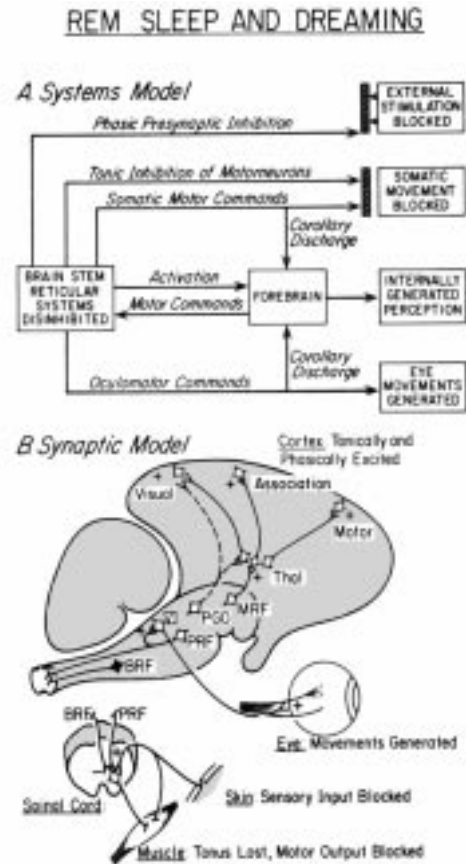 REM SLEEP AND DREAMING
A. Systems Model
EXTERNAL
STIMULATION
BLOCKED
Phasic Presynaptic Inhibition
Tonic Inhibition of Motorneurons
Somatic Motor Commands
SOMATIC
MOVEMENT
BLOCKED
Corollary
Discharge
BRAIN STEM
RETICULAR
SYSTEMS
DISINHIBITED
Activation
Motor Commands
FOREBRAIN
INTERNALLY
GENERATED
PERCEPTION
Corollary
Discharge
Oculomotor Commands
EYE
MOVEMENTS
GENERATED
B Synaptic Model
Cortex: Tonically and
Phasically Excited
Visual
Association
Motor
Thal
MRF
PGO
PRF
BRF
Eye: Movements Generated
BRF PRF
Spinal Cord
Skin: Sensory Input Blocked
Muscle: Tonus Lost, Motor Output Blocked